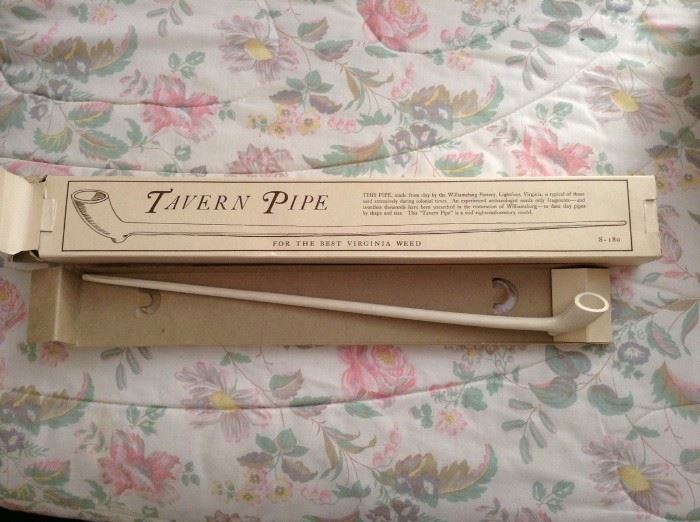 TAVERN PIPE
THIS PIPE, made from clay by the Williamsburg Pottery, Lightfoot, Virginia, is typical of those
used extensively during colonial times. An experienced archaeologist needs only fragments—and
countless thousands have been unearthed in the restoration of Williamsburg—to date clay pipes
by shape and size. This "Tavern Pipe" is a mid eighteenth-century model.
FOR THE BEST VIRGINIA WEED
S-180